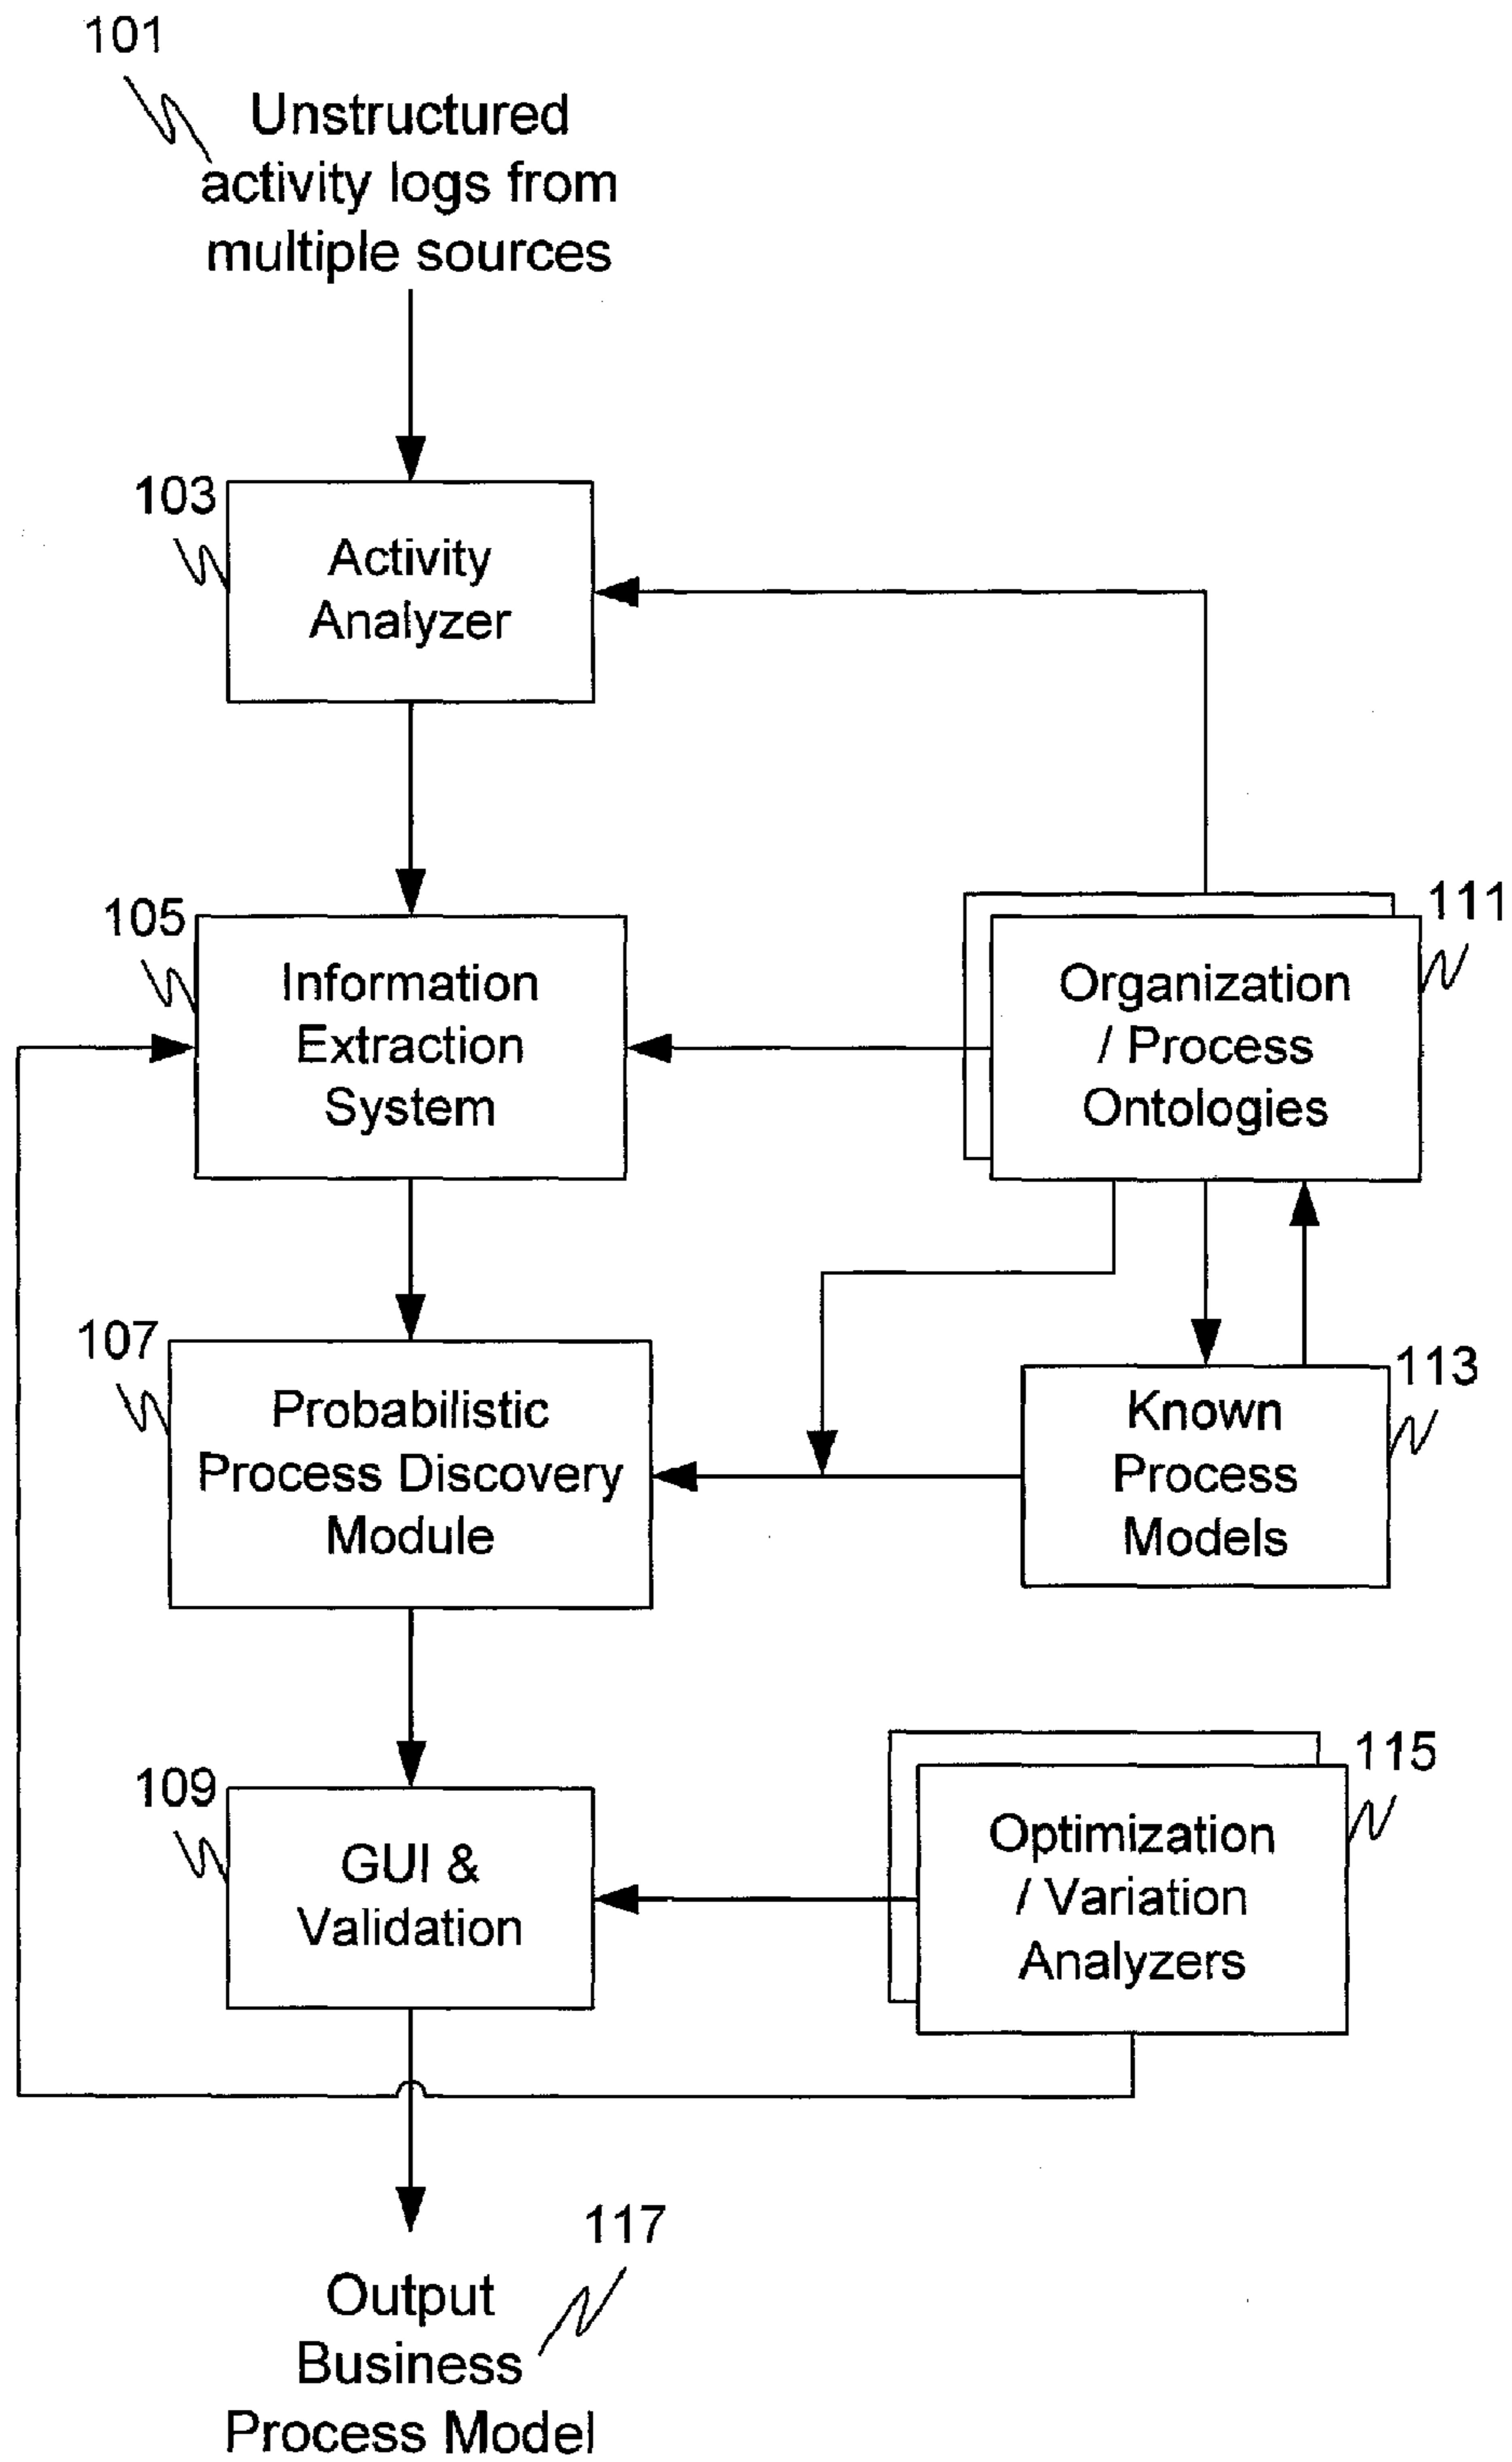 101
Unstructured
activity logs from
multiple sources
103
Activity
Analyzer
105
Information
Extraction
System
111
Organization
/ Process
Ontologies
107
Probabilistic
Process Discovery
Module
113
Known
Process
Models
109
GUI &
Validation
115
Optimization
/ Variation
Analyzers
117
Output
Business
Process Model